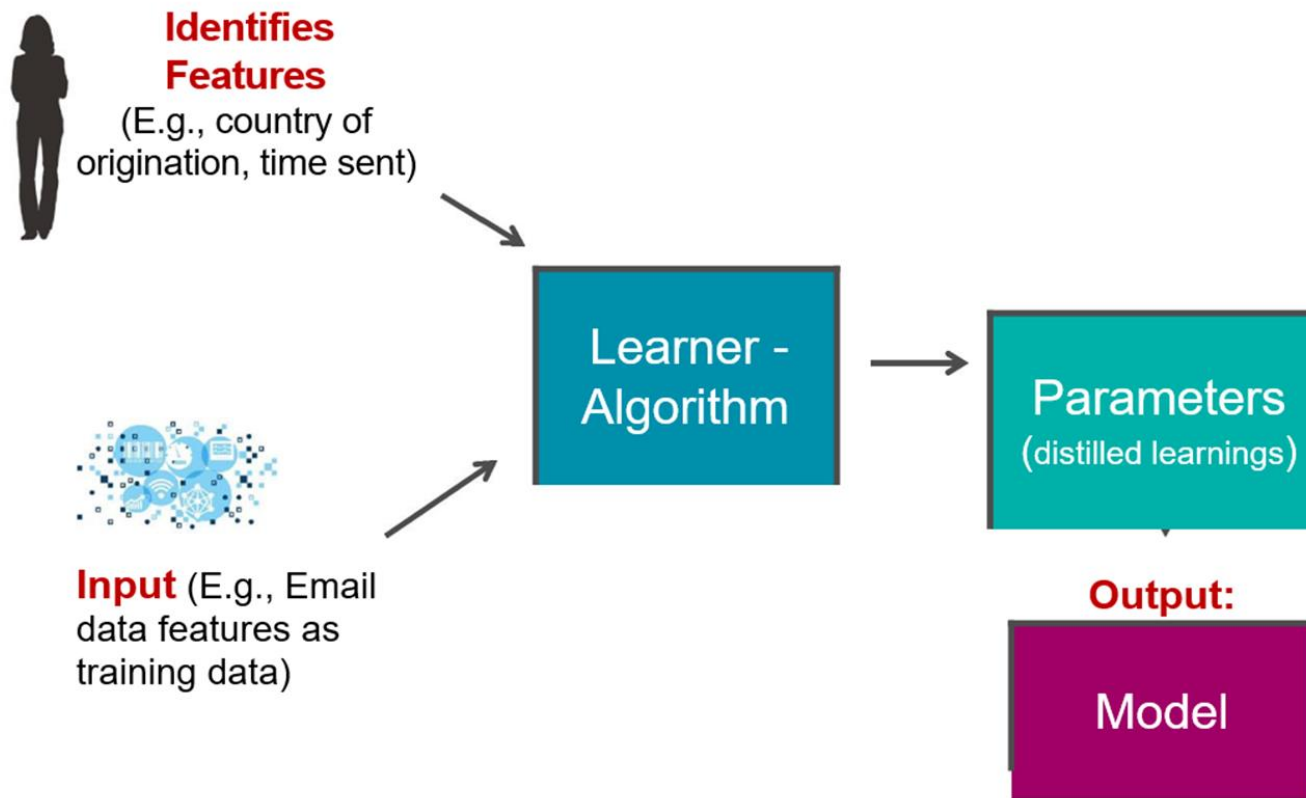 Identifies
Features
(E.g., country of
origination, time sent)
Learner -
Algorithm
Parameters
(distilled learnings)
Input (E.g., Email
data features as
training data)
Output:
Model